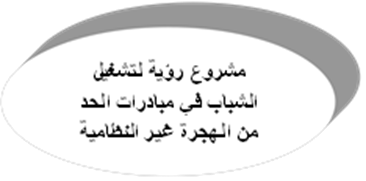 مشروع رؤية لتشغيل
الشباب في مبادرات الحد
من الهجرة غير النظامية